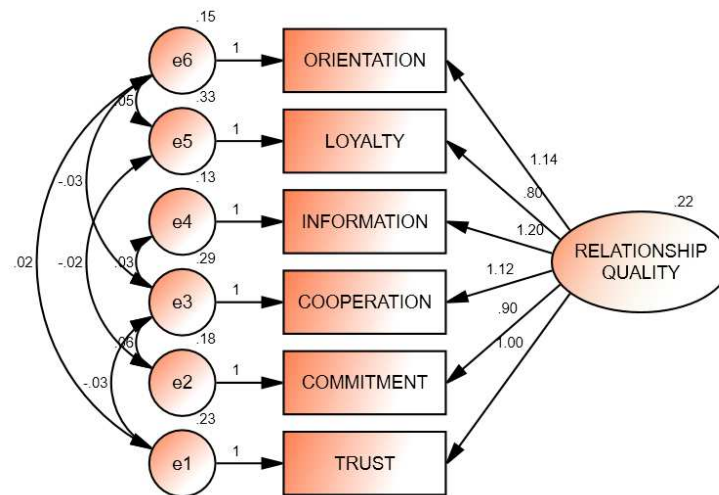 .15
e6
1
ORIENTATION
.05
.33
e5
1
LOYALTY
1.14
-.03
.13
.80
e4
1
INFORMATION
1.20
.22
RELATIONSHIP
QUALITY
.02
-.02
.03
.29
e3
1
COOPERATION
1.12
.90
.06
.18
1.00
e2
1
COMMITMENT
-.03
.23
e1
1
TRUST